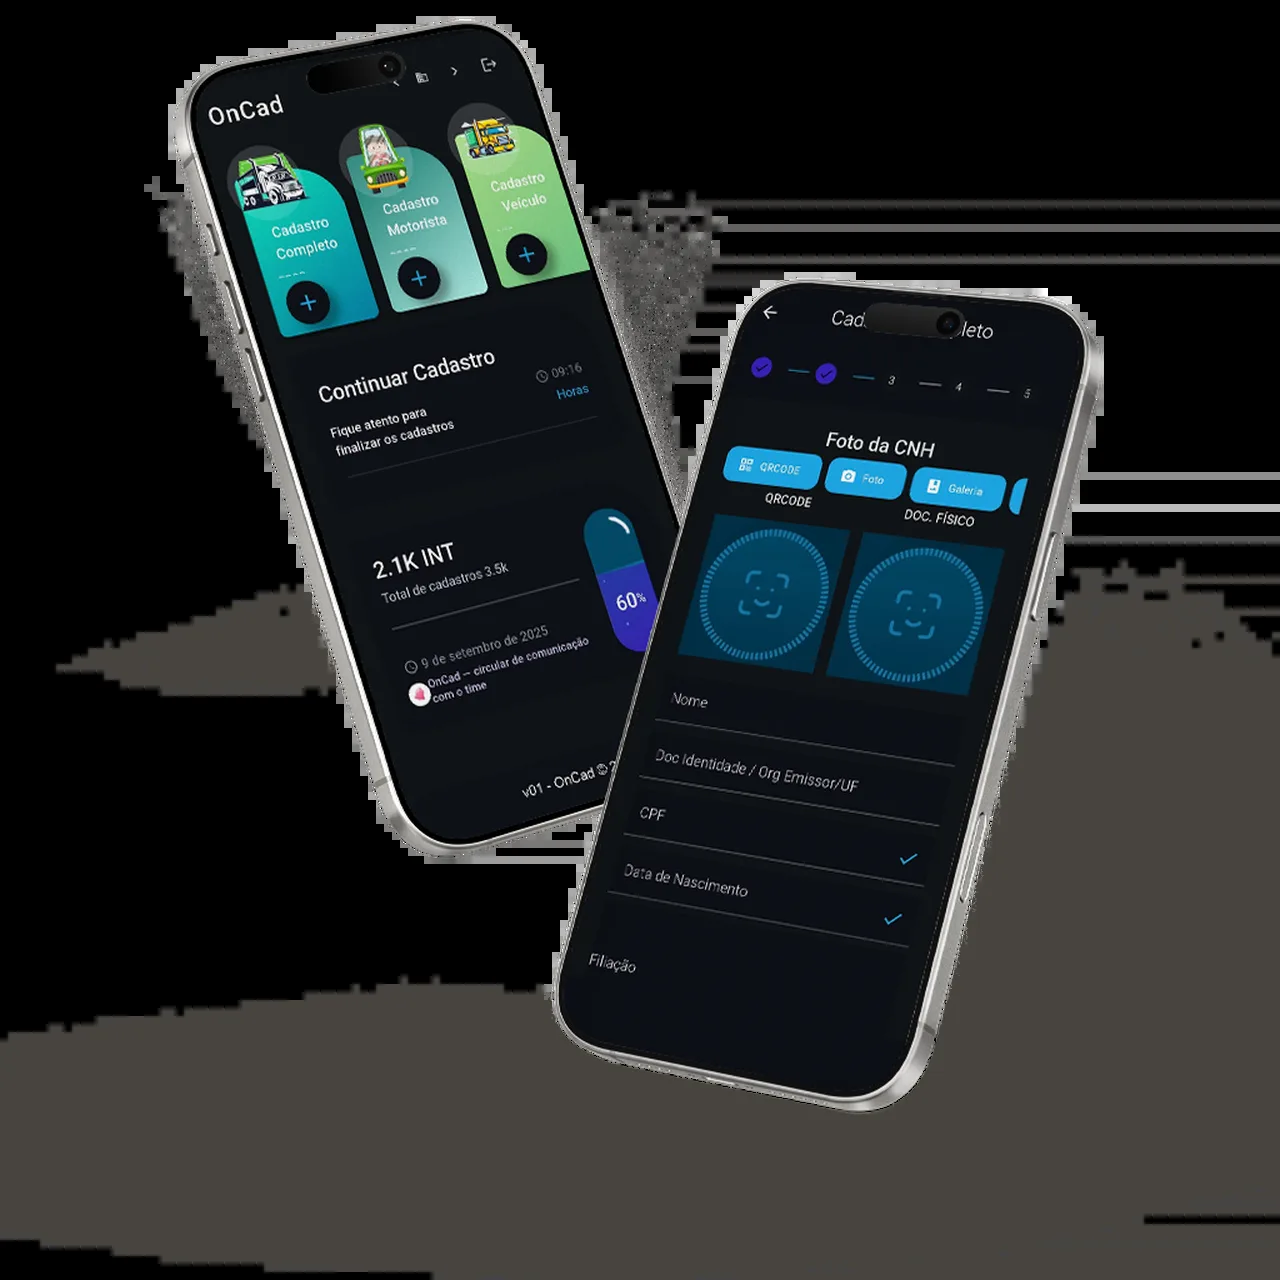 OnCad
Cadastro
Completo
Cadastro
Motorista
Cadastro
Veículo
Continuar Cadastro
09:16
Horas
Fique atento para
finalizar os cadastros
2.1K INT
Total de cadastros 3.5k
60%
9 de setembro de 2025
OnCad – circular de comunicação
com o time
v01 - OnCad © 2
Cad leto
3 4 5
Foto da CNH
QRCODE Foto Galeria
QRCODE DOC. FÍSICO
Nome
Doc Identidade / Org Emissor/UF
CPF
Data de Nascimento
Filiação